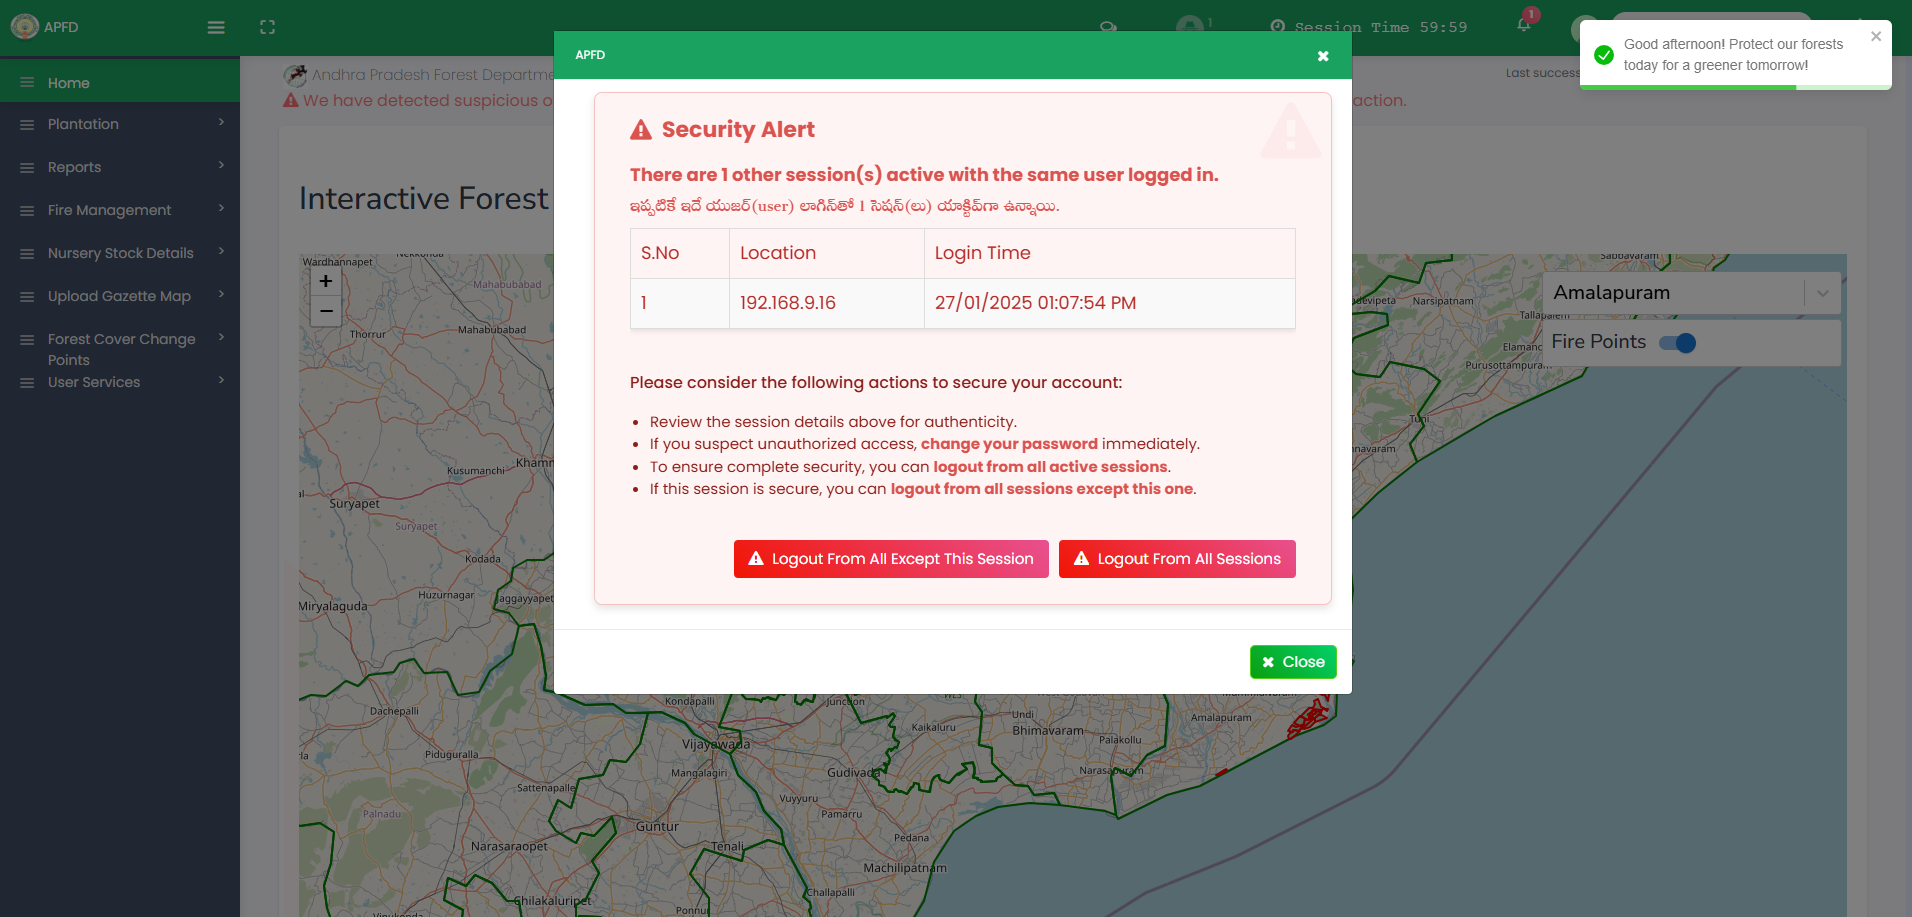 APFD
1
Session Time 59:59
1
Good afternoon! Protect our forests
today for a greener tomorrow!
Home
Plantation
Reports
Fire Management
Nursery Stock Details
Upload Gazette Map
Forest Cover Change
Points
User Services
Andhra Pradesh Forest
Last
We have detected suspicious
action.
Interactive Forest
APFD
Security Alert
There are 1 other session(s) active with the same user logged in.
ఇప్పటికే ఇదే యుజర్(user) లాగిన్‌తో 1 సెషన్(లు) యాక్టివ్‌గా ఉన్నాయి.
S.No Location Login Time
1 192.168.9.16 27/01/2025 01:07:54 PM
Please consider the following actions to secure your account:
Review the session details above for authenticity.
If you suspect unauthorized access, change your password immediately.
To ensure complete security, you can logout from all active sessions.
If this session is secure, you can logout from all sessions except this one.
Logout From All Except This Session
Logout From All Sessions
Close
Amalapuram
Fire Points
+
−
Wardhannapet
Mahabubabad
Mahabubabad
Thorrur
Kusumanchi
Suryapet
Suryapet
Kodada
Huzurnagar
Miryalaguda
Dachepalli
Piduguralla
Sattenapalle
Palnadu
Narasaraopet
Guntur
Tenali
Mangalagiri
Vijayawada
Kondapalli
Junction
Gudivada
Vuyyuru
Pamarru
Pedana
Machilipatnam
Challapalli
Chilakaluripet
Kaikaluru
Undi
Bhimavaram
Palakollu
Narasapuram
Amalapuram
Narsipatnam
Tuni